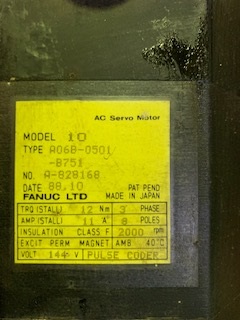 AC Servo Motor
MODEL 10
TYPE A06B-0501
-B751
NO. A-828168
DATE 88.10 PAT PEND
FANUC LTD MADE IN JAPAN
TRQ(STALL) 12 Nm 3 PHASE
AMP(STALL) 11 A 8 POLES
INSULATION CLASS F 2000 rpm
EXCIT PERM MAGNET AMB 40°C
VOLT 144 V PULSE CODER